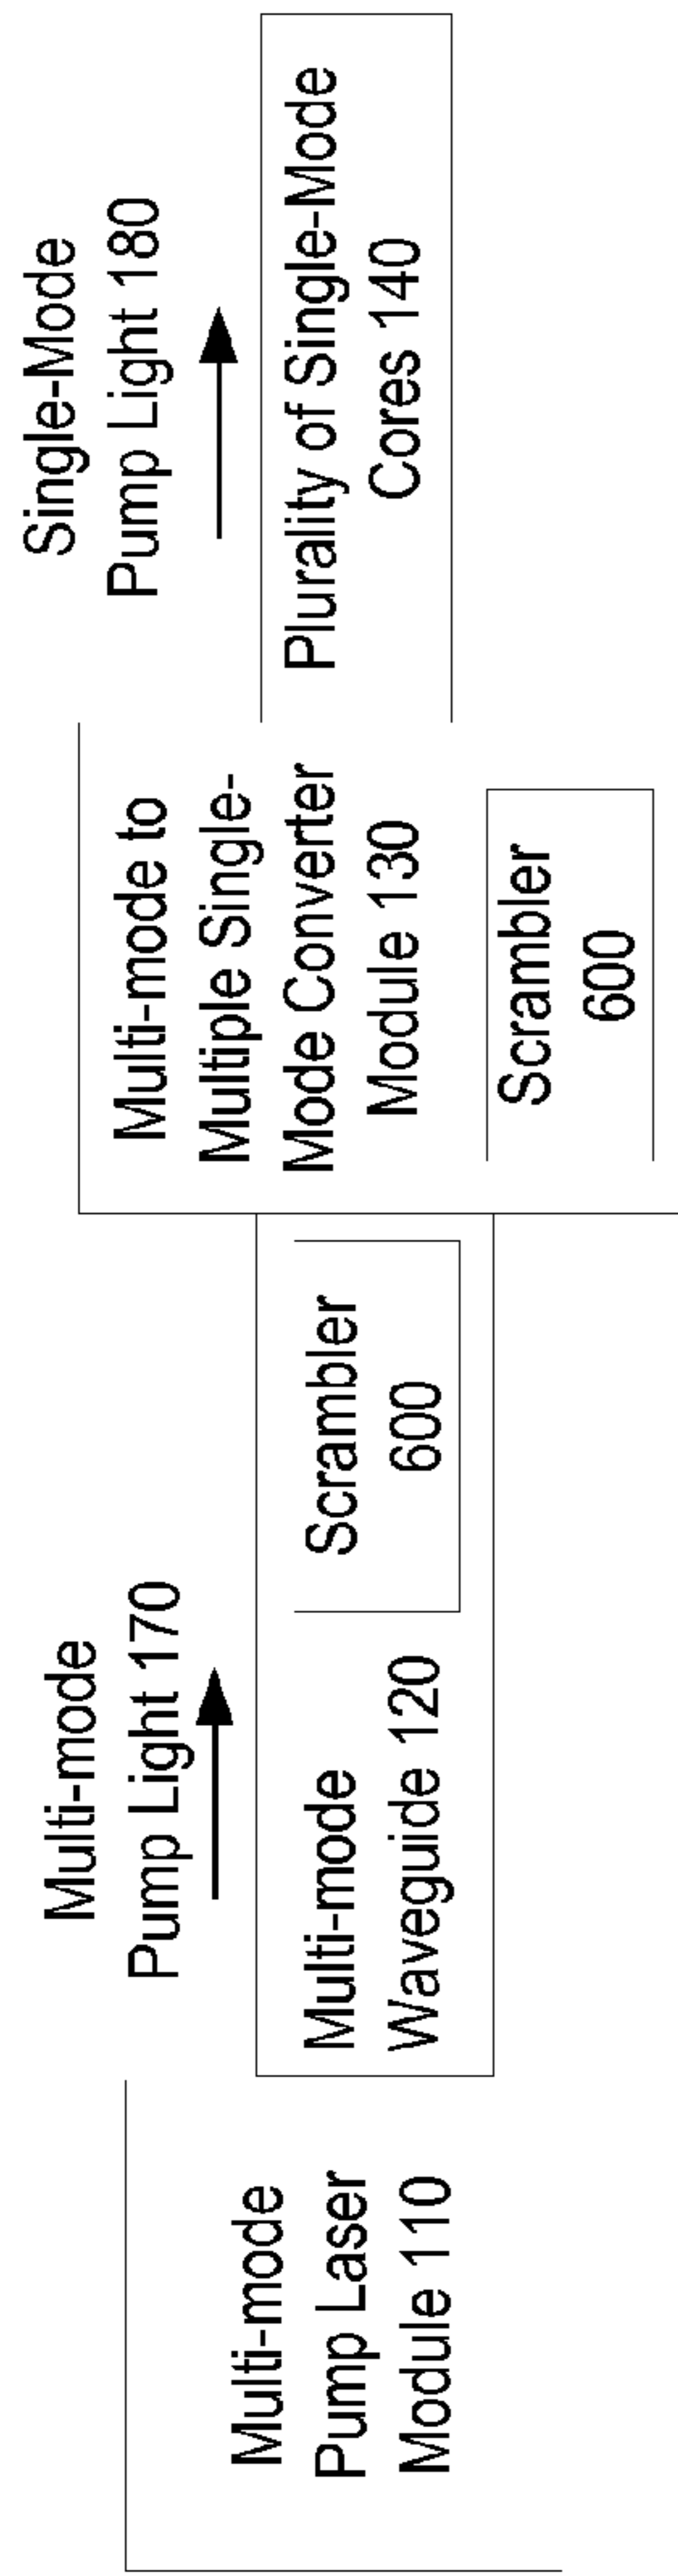 Multi-mode
Pump Laser
Module 110
Multi-mode
Pump Light 170
Multi-mode
Waveguide 120
Scrambler
600
Multi-mode to
Multiple Single-
Mode Converter
Module 130
Scrambler
600
Single-Mode
Pump Light 180
Plurality of Single-Mode
Cores 140